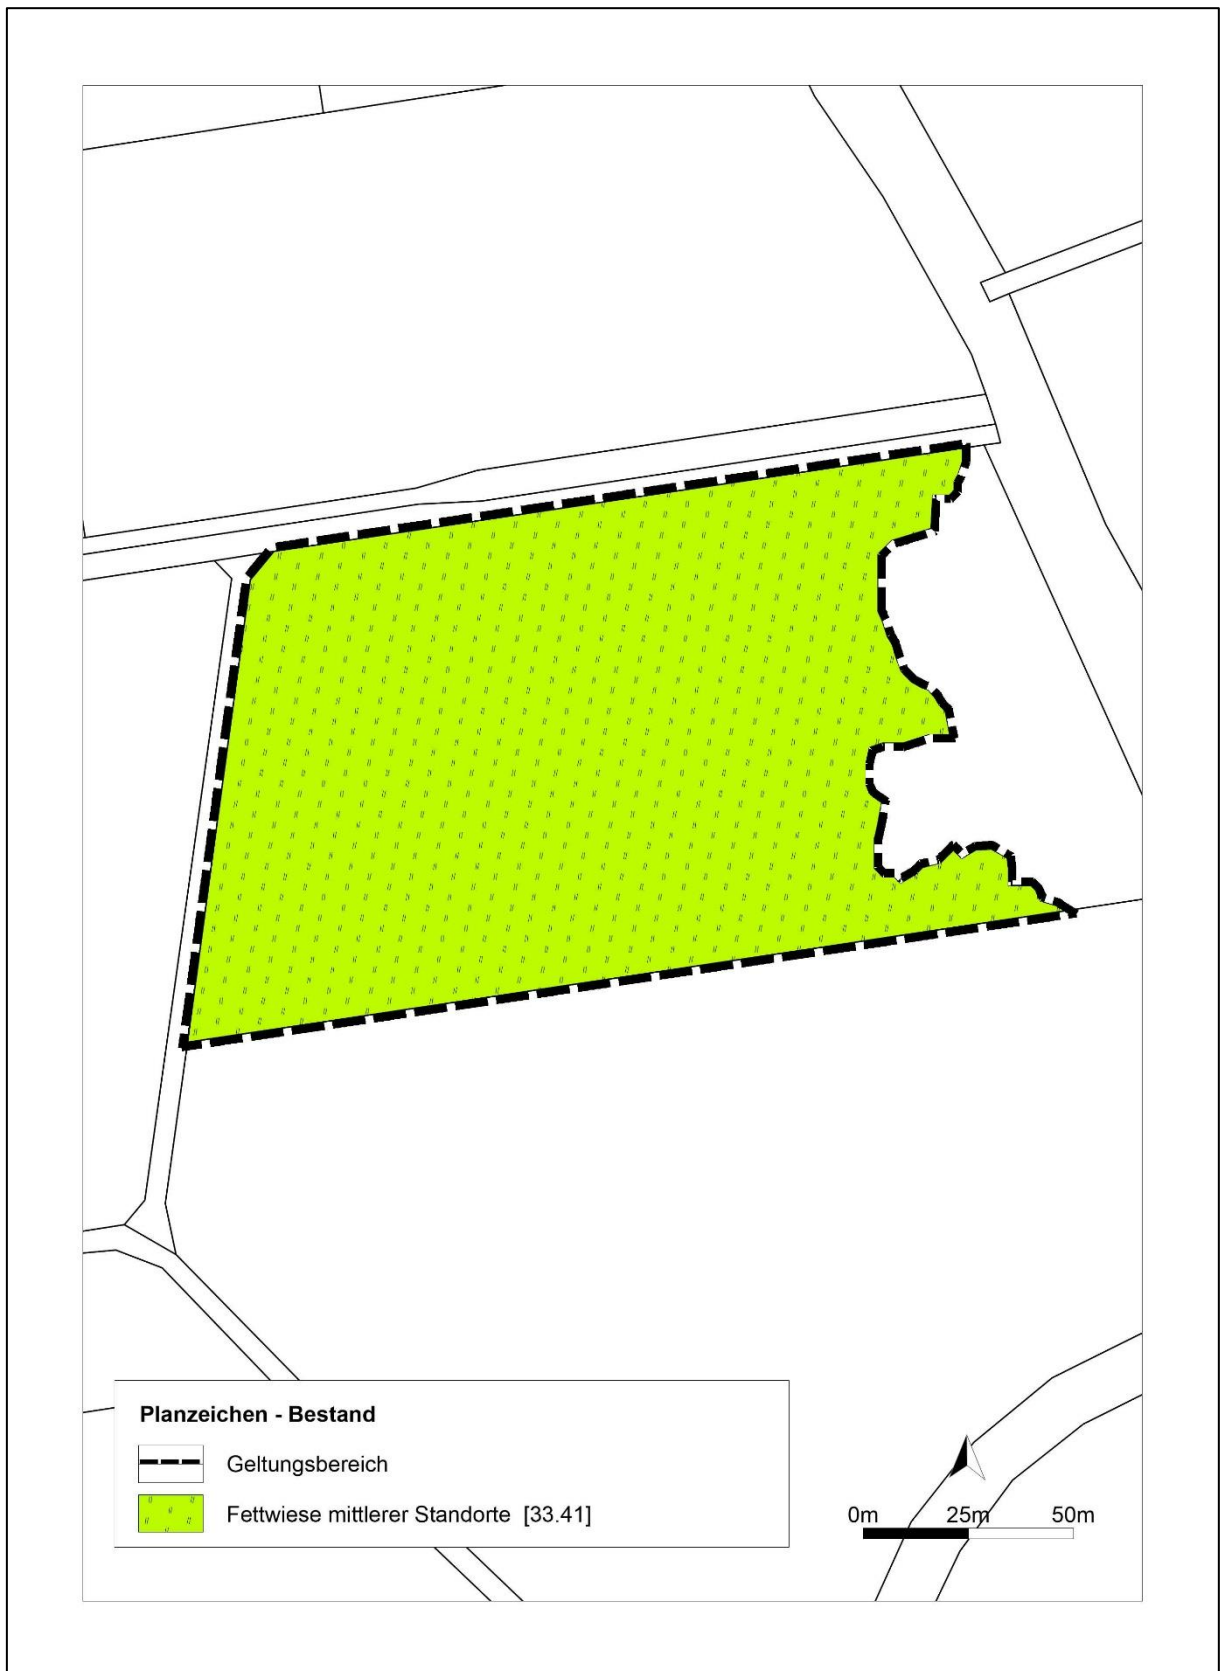 Planzeichen - Bestand
Geltungsbereich
Fettwiese mittlerer Standorte [33.41]
0m 25m 50m